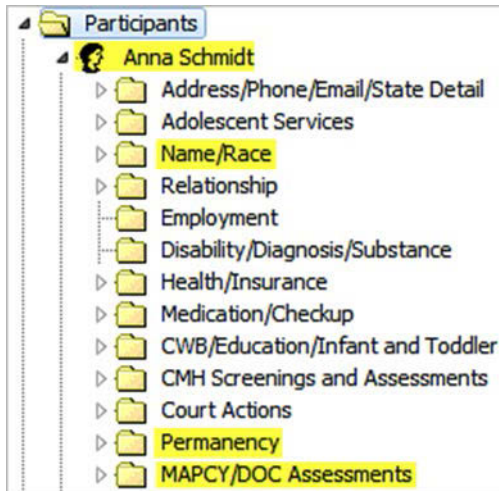 Participants
Anna Schmidt
Address/Phone/Email/State Detail
Adolescent Services
Name/Race
Relationship
Employment
Disability/Diagnosis/Substance
Health/Insurance
Medication/Checkup
CWB/Education/Infant and Toddler
CMH Screenings and Assessments
Court Actions
Permanency
MAPCY/DOC Assessments